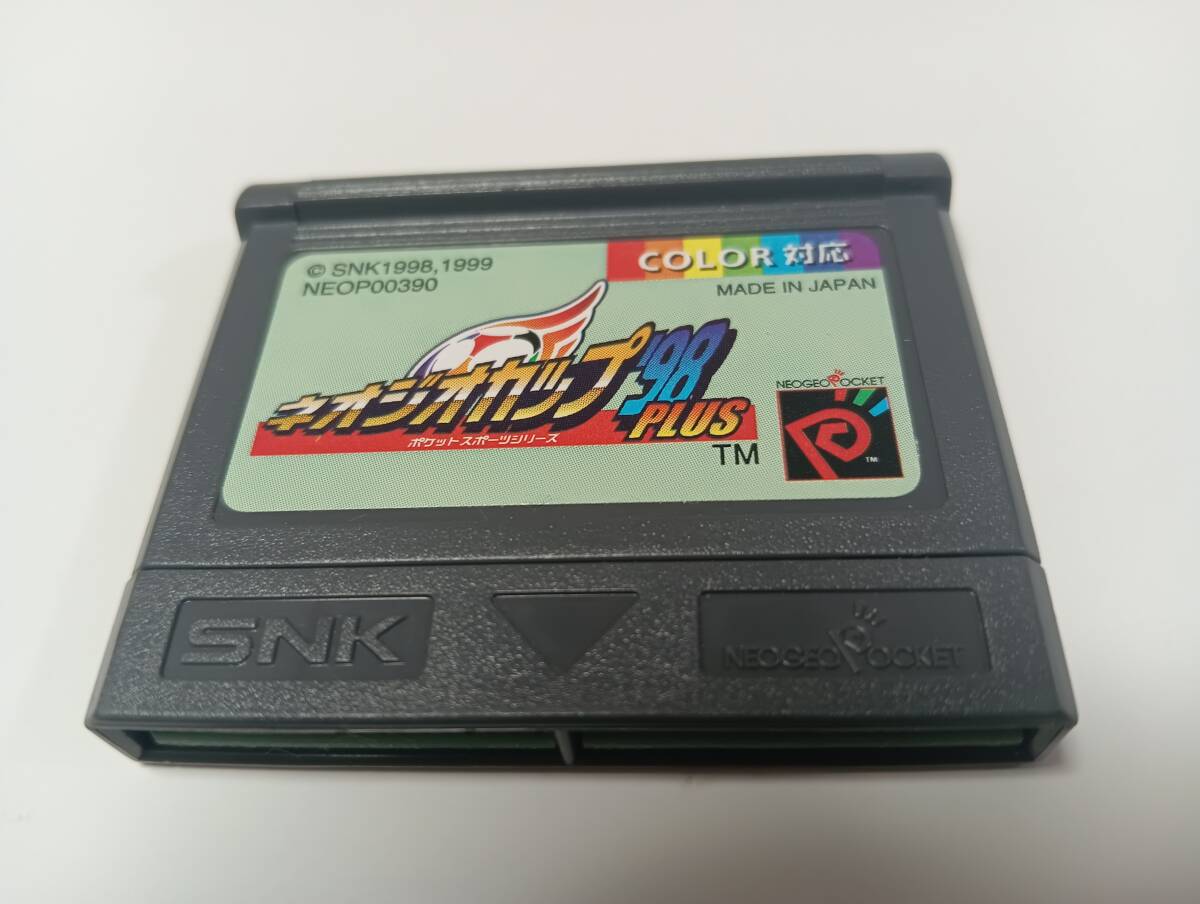 © SNK1998,1999
NEOP00390
COLOR 対応
MADE IN JAPAN
ネオジオカップ'98
PLUS
ポケットスポーツシリーズ
TM
NEOGEO POCKET
TM
SNK
NEOGEO POCKET